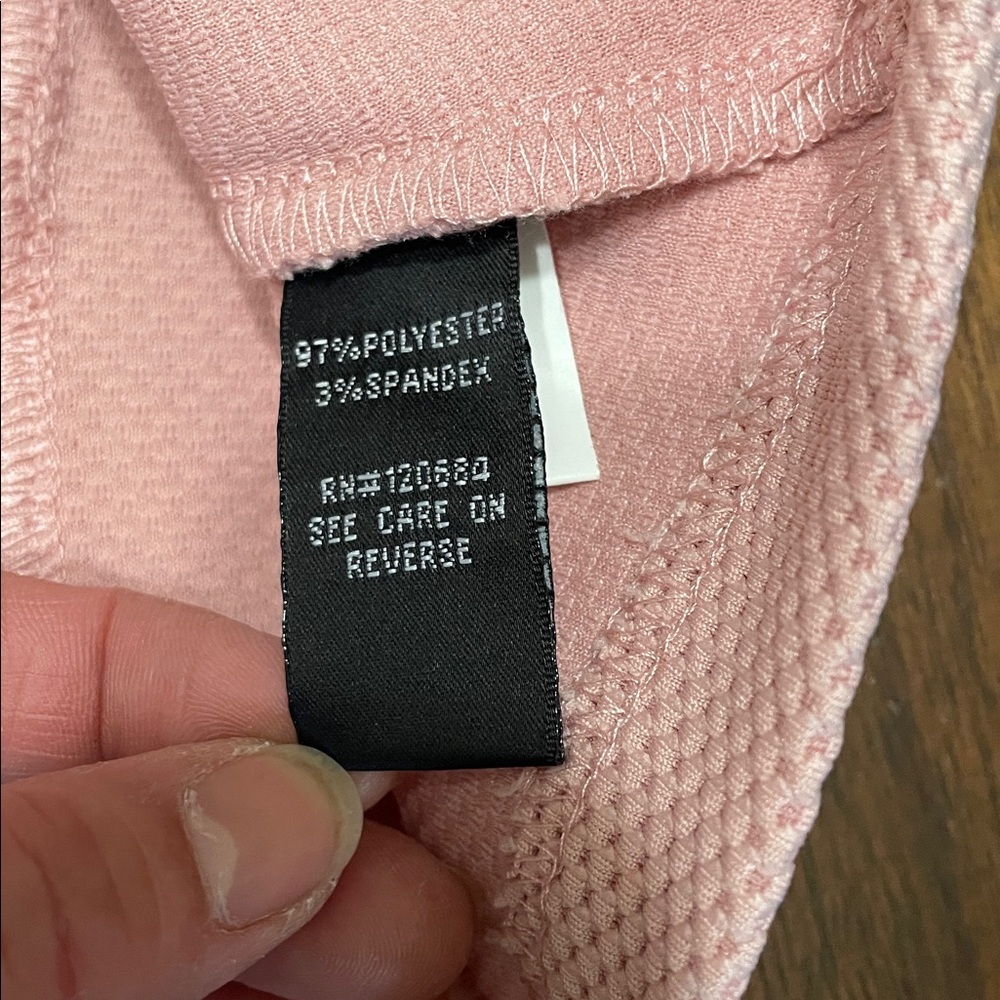 97%POLYESTER
3%SPANDEX
RN#120684
SEE CARE ON
REVERSE